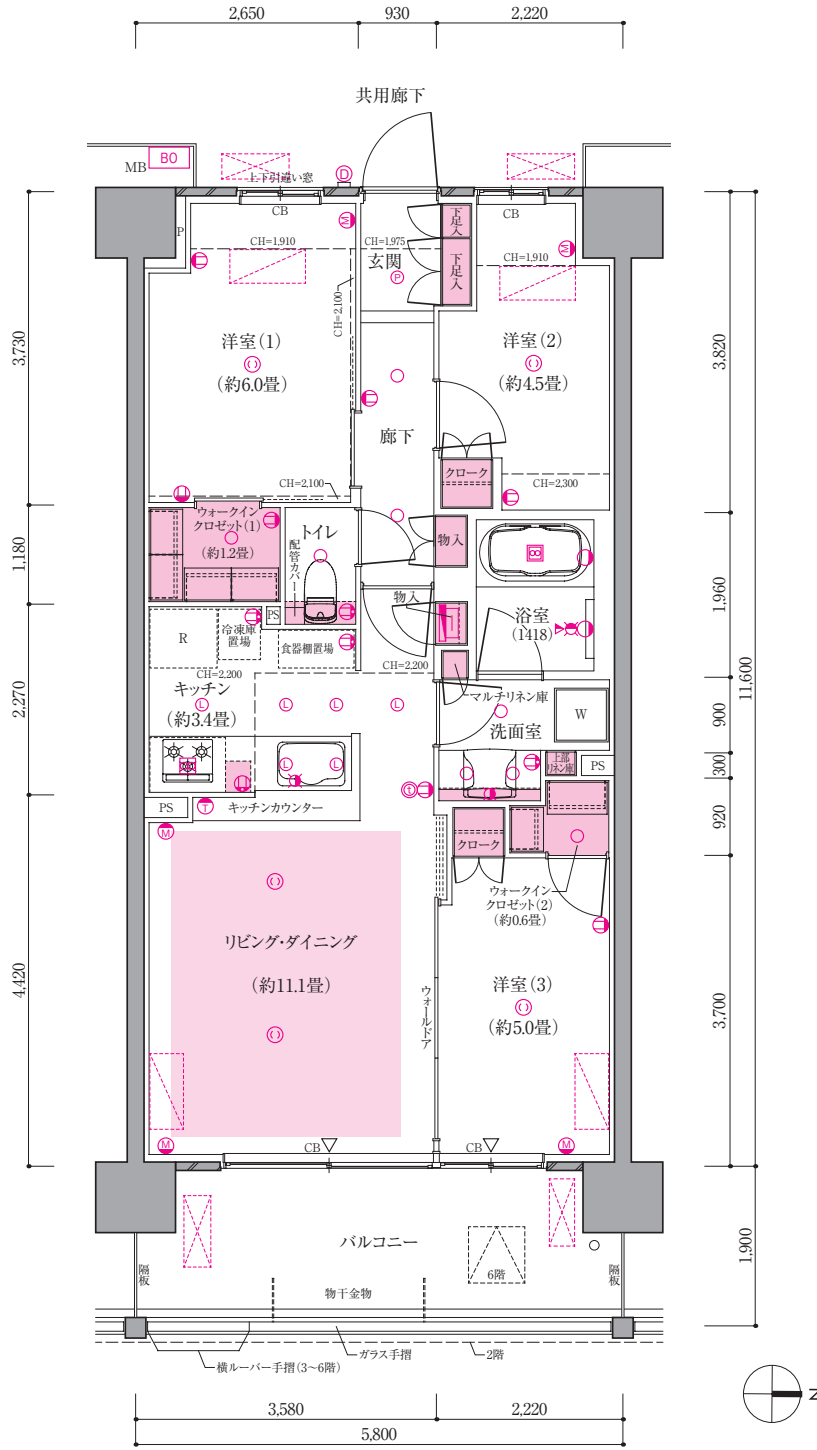 2,650
930
2,220
共用廊下
MB
BO
上下引違い窓
D
CB
CB
P
M
M
下足入
CH=1,910
CH=1,975
玄関
P
下足入
CH=1,910
CH=2,100
3,730
3,820
洋室(1)
(約6.0畳)
洋室(2)
(約4.5畳)
廊下
クローク
CH=2,100
CH=2,300
ウォークイン
クロゼット(1)
(約1.2畳)
トイレ
配管カバー
物入
1,180
1,960
11,600
物入
浴室
(1418)
PS
R
冷凍庫
置場
食器棚置場
CH=2,200
CH=2,200
キッチン
(約3.4畳)
L
L
L
L
マルチリネン庫
洗面室
W
2,270
900
L
L
上部
リネン庫
PS
300
t
PS
T
キッチンカウンター
M
クローク
920
ウォークイン
クロゼット(2)
(約0.6畳)
リビング・ダイニング
(約11.1畳)
ウォールドア
洋室(3)
(約5.0畳)
4,420
3,700
M
CB
CB
M
バルコニー
6階
隔板
隔板
物干金物
1,900
ガラス手摺
2階
横ルーバー手摺(3〜6階)
N
3,580
2,220
5,800